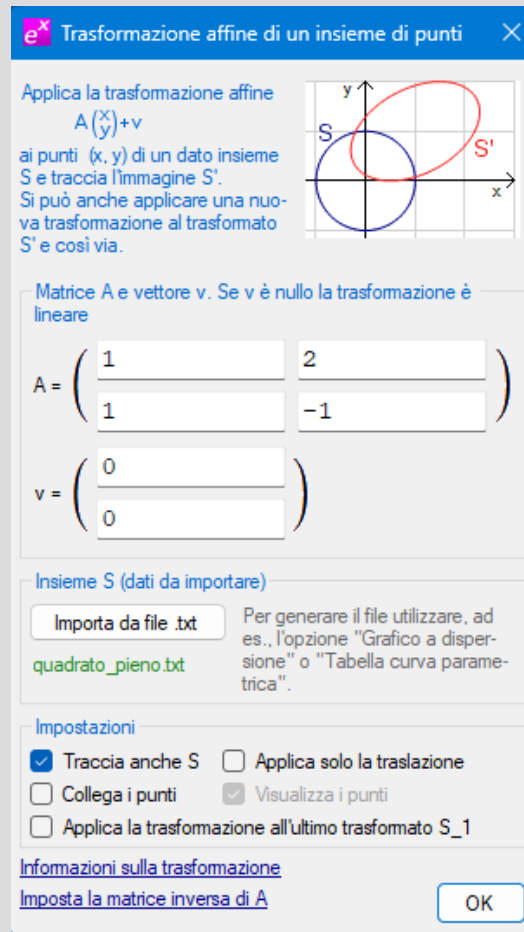 eˣ Trasformazione affine di un insieme di punti
Applica la trasformazione affine
A(x y)+v
ai punti (x, y) di un dato insieme
S e traccia l'immagine S'.
Si può anche applicare una nuo-
va trasformazione al trasformato
S' e così via.
y
S
S'
x
Matrice A e vettore v. Se v è nullo la trasformazione è
lineare
A = ( 1 2
1 -1 )
v = ( 0
0 )
Insieme S (dati da importare)
Importa da file .txt
quadrato_pieno.txt
Per generare il file utilizzare, ad
es., l'opzione "Grafico a disper-
sione" o "Tabella curva parame-
trica".
Impostazioni
Traccia anche S Applica solo la traslazione
Collega i punti Visualizza i punti
Applica la trasformazione all'ultimo trasformato S_1
Informazioni sulla trasformazione
Imposta la matrice inversa di A
OK